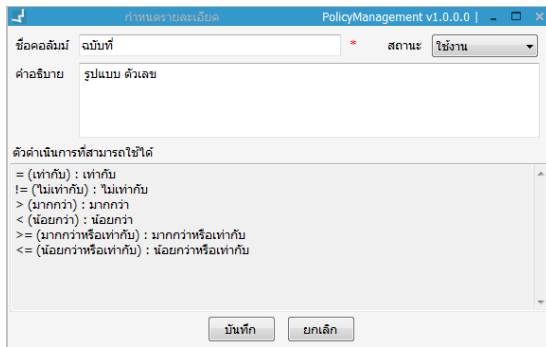 กำหนดรายละเอียด PolicyManagement v1.0.0.0 |
ชื่อคอลัมม์ ฉบับที่ * สถานะ ใช้งาน
คำอธิบาย รูปแบบ ตัวเลข
ตัวดำเนินการที่สามารถใช้ได้
= (เท่ากับ) : เท่ากับ
!= (ไม่เท่ากับ) : ไม่เท่ากับ
> (มากกว่า) : มากกว่า
< (น้อยกว่า) : น้อยกว่า
>= (มากกว่าหรือเท่ากับ) : มากกว่าหรือเท่ากับ
<= (น้อยกว่าหรือเท่ากับ) : น้อยกว่าหรือเท่ากับ
บันทึก ยกเลิก